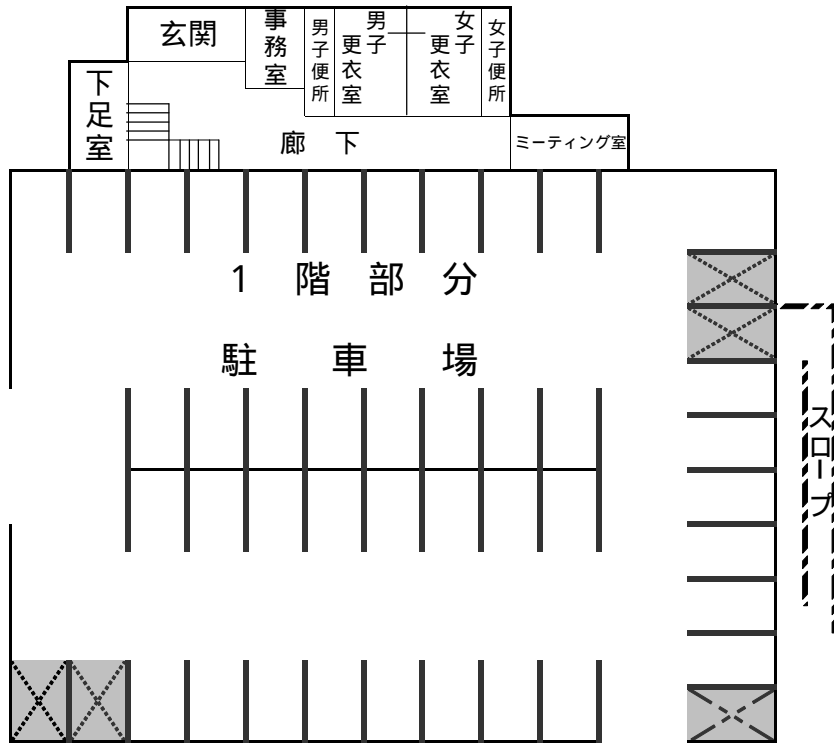 玄関
事務室
男子便所
男子更衣室
女子更衣室
女子便所
下足室
廊下
ミーティング室
1階部分
駐車場
スロープ